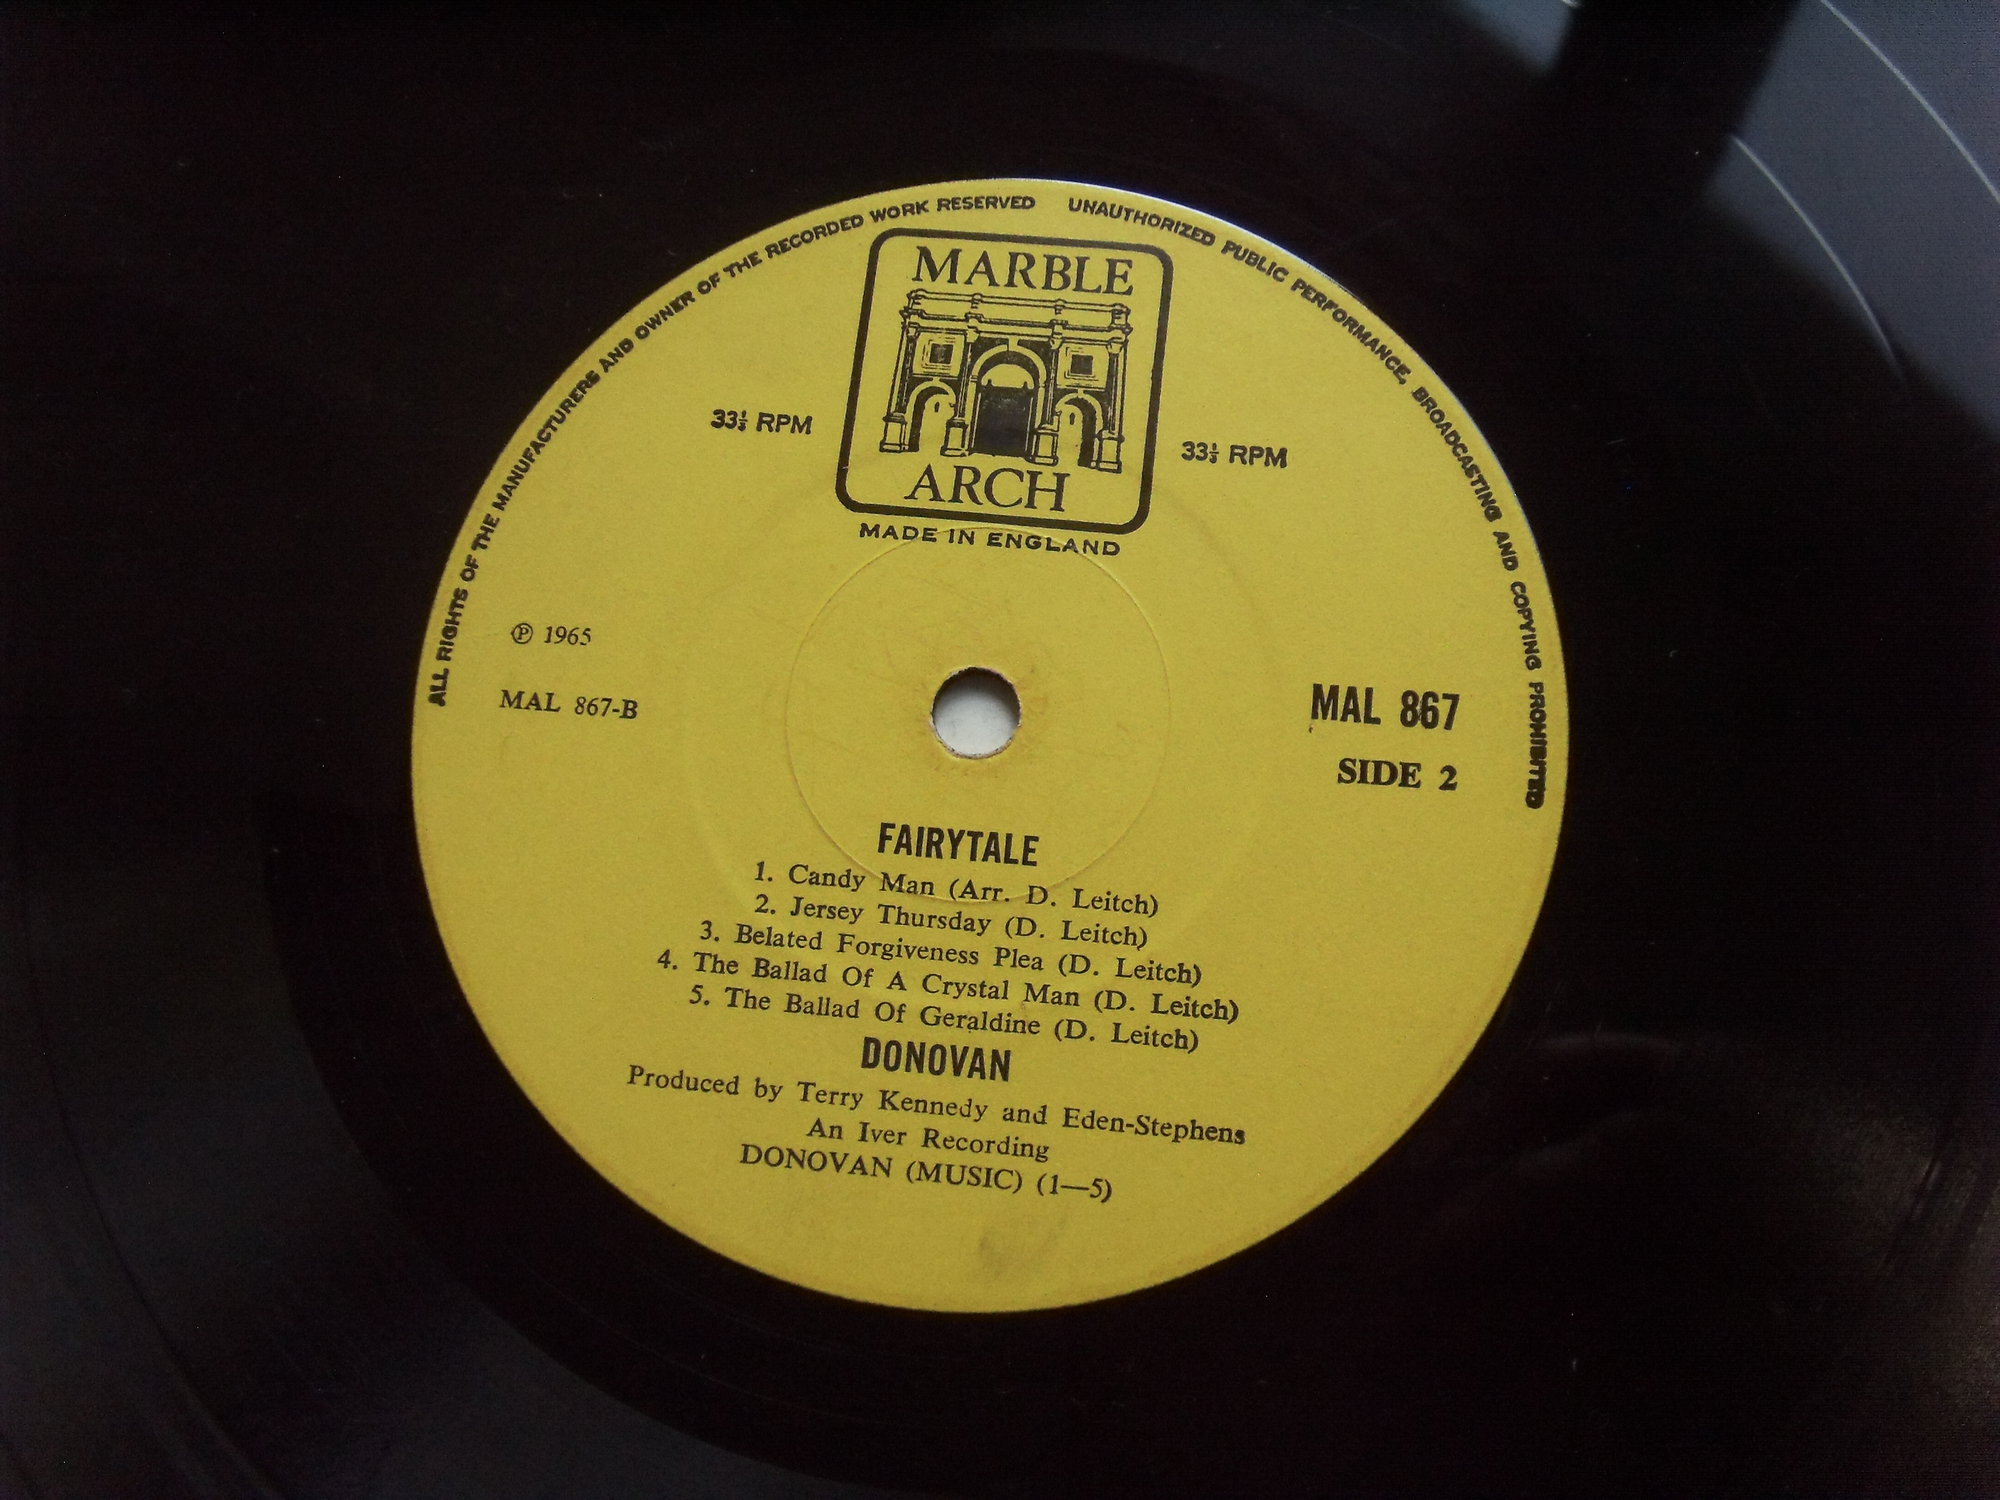 ALL RIGHTS OF THE MANUFACTURERS AND OWNER OF THE RECORDED WORK RESERVED UNAUTHORIZED PUBLIC PERFORMANCE, BROADCASTING AND COPYING PROHIBITED
MARBLE
ARCH
33⅓ RPM
33⅓ RPM
MADE IN ENGLAND
Ⓟ 1965
MAL 867-B
MAL 867
SIDE 2
FAIRYTALE
1. Candy Man (Arr. D. Leitch)
2. Jersey Thursday (D. Leitch)
3. Belated Forgiveness Plea (D. Leitch)
4. The Ballad Of A Crystal Man (D. Leitch)
5. The Ballad Of Geraldine (D. Leitch)
DONOVAN
Produced by Terry Kennedy and Eden-Stephens
An Iver Recording
DONOVAN (MUSIC) (1—5)